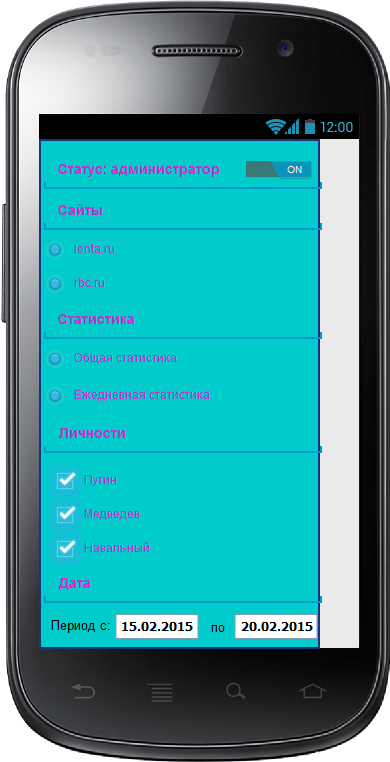 12:00
Статус: администратор ON
Сайты
lenta.ru
rbc.ru
Статистика
Общая статистика
Ежедневная статистика
Личности
Путин
Медведев
Навальный
Дата
Период с: 15.02.2015 по 20.02.2015